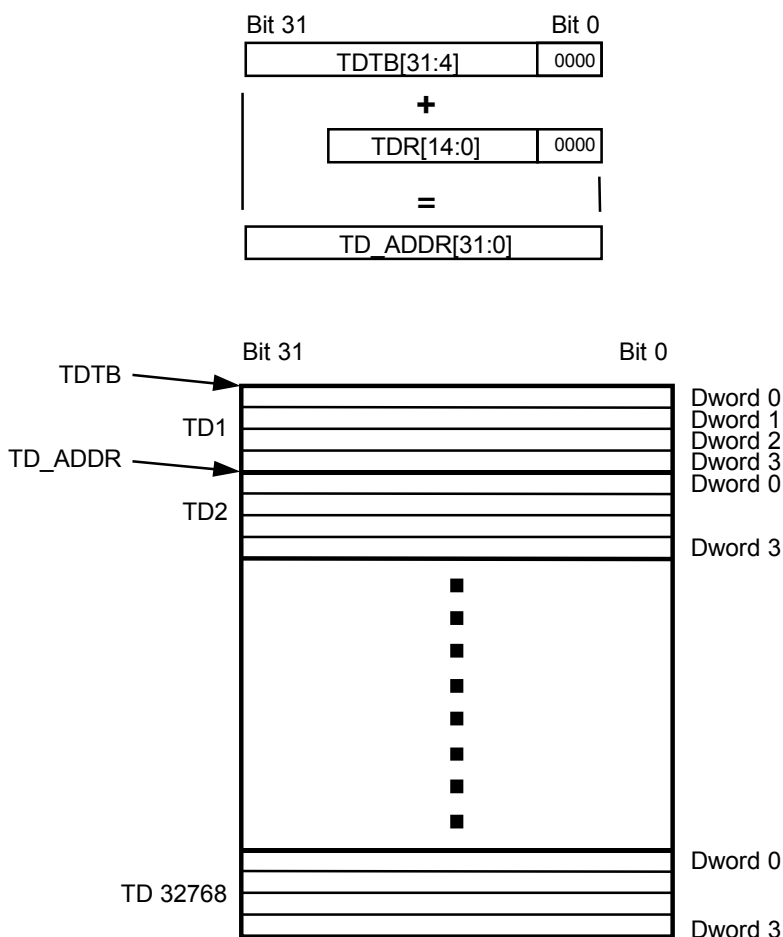 Bit 31 Bit 0
TDTB[31:4] 0000
+
TDR[14:0] 0000
=
TD_ADDR[31:0]
Bit 31 Bit 0
TDTB
Dword 0
TD1 Dword 1
Dword 2
TD_ADDR Dword 3
Dword 0
TD2
Dword 3
Dword 0
TD 32768
Dword 3